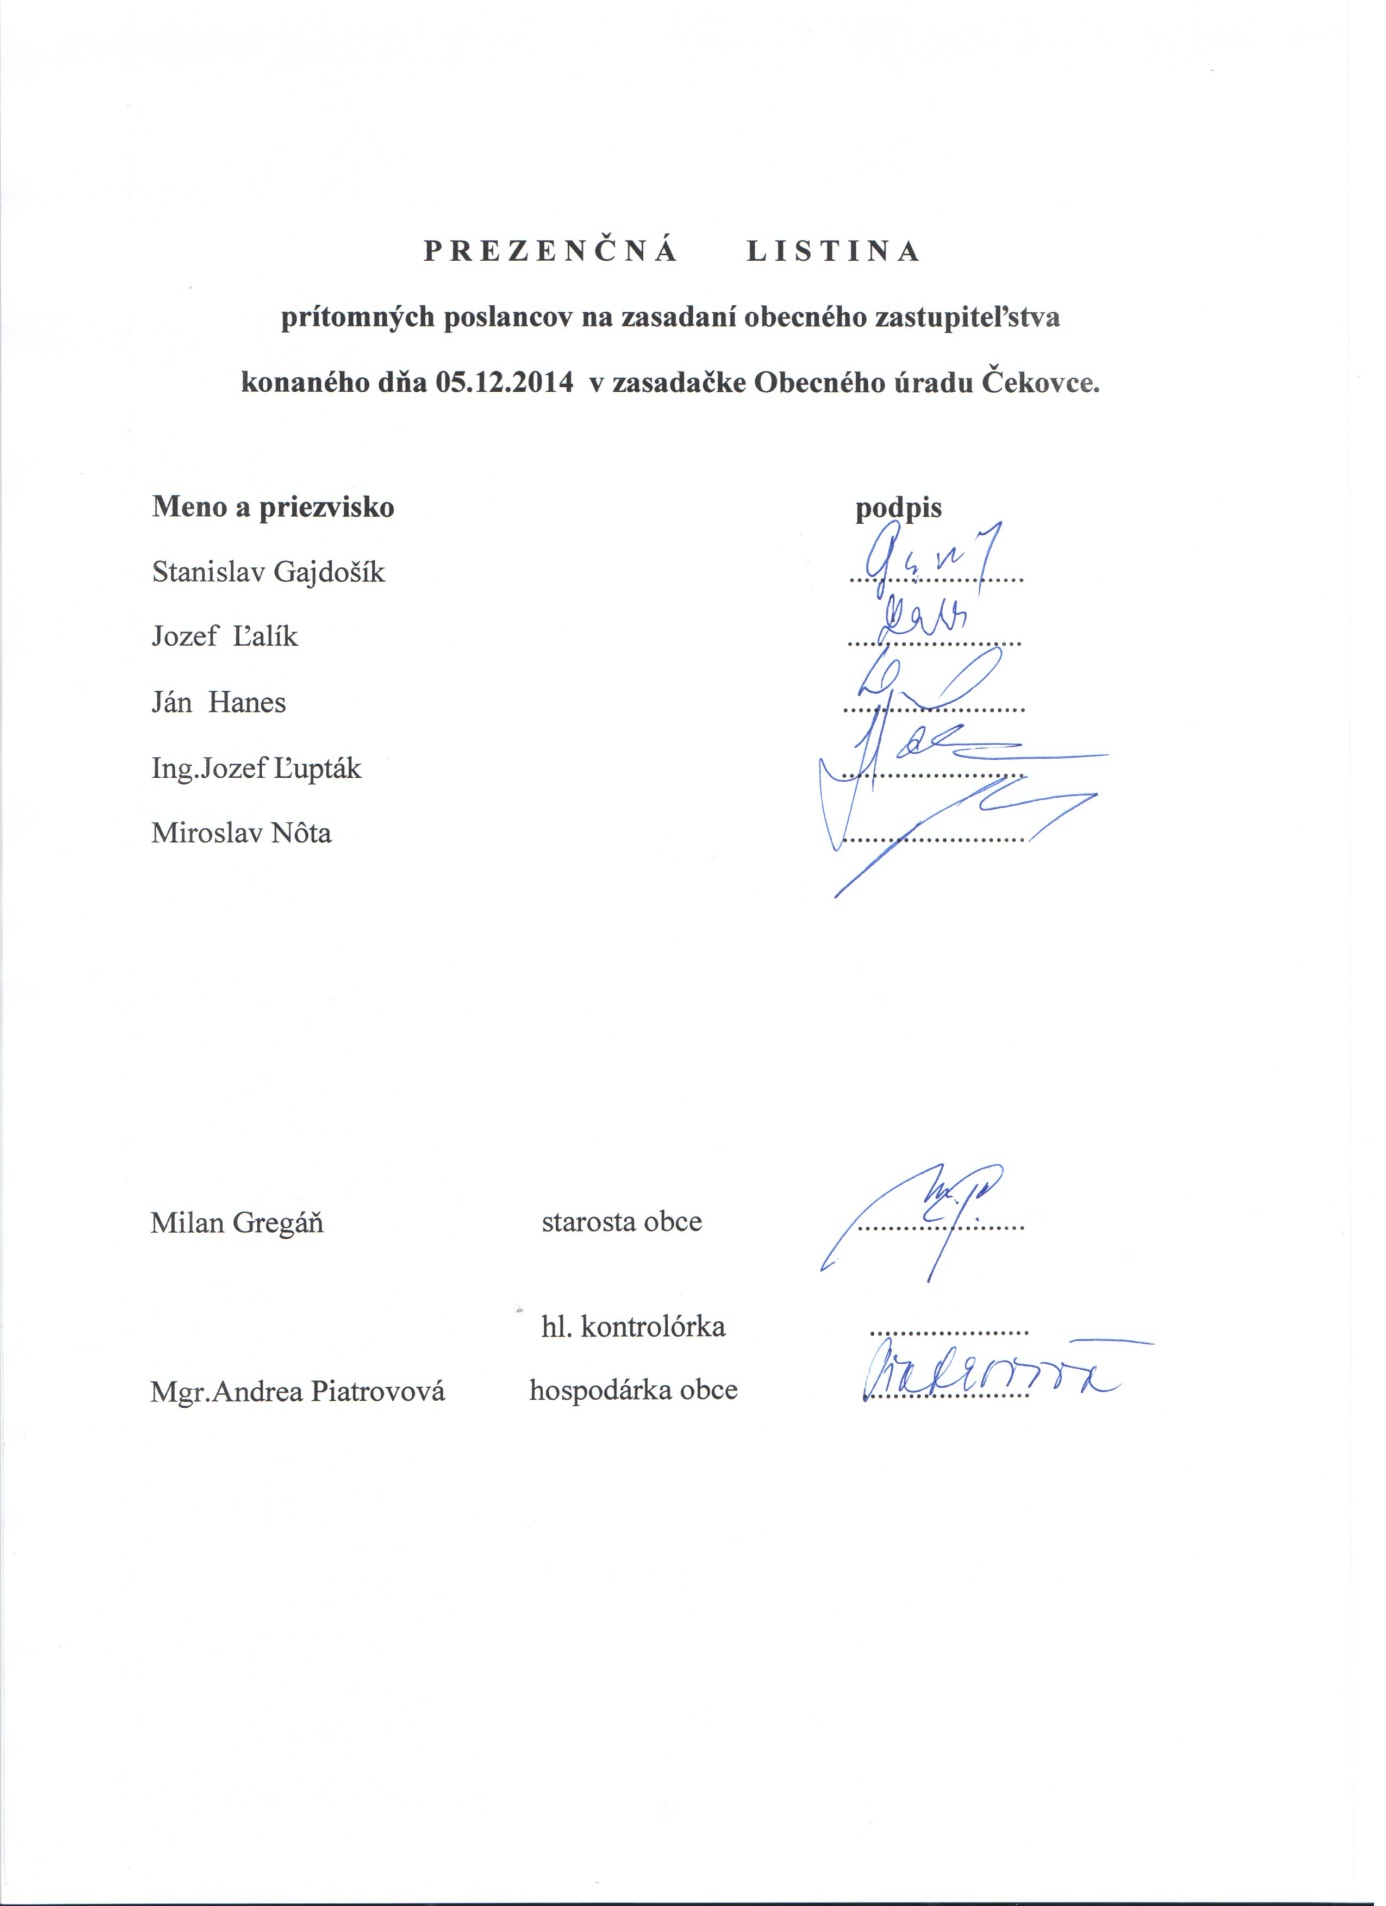 PREZENČNÁ LISTINA
prítomných poslancov na zasadaní obecného zastupiteľstva
konaného dňa 05.12.2014 v zasadačke Obecného úradu Čekovce.
Meno a priezvisko podpis
Stanislav Gajdošík ........................
Jozef Ľalík ........................
Ján Hanes ........................
Ing.Jozef Ľupták ........................
Miroslav Nôta ........................
Milan Gregáň starosta obce ......................
hl. kontrolórka ......................
Mgr.Andrea Piatrovová hospodárka obce ......................